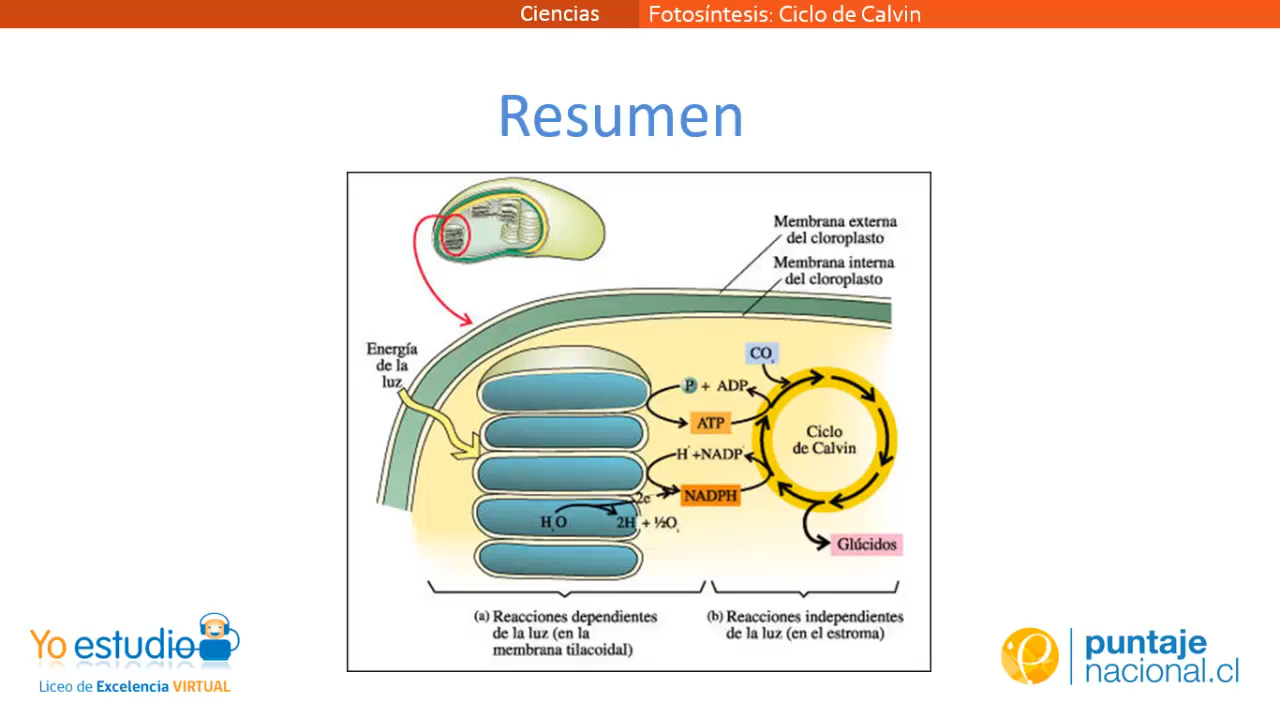 Ciencias
Fotosíntesis: Ciclo de Calvin
Resumen
Membrana externa
del cloroplasto
Membrana interna
del cloroplasto
Energía
de la
luz
CO₂
P + ADP
ATP
Ciclo
de Calvin
H⁺+NADP⁺
2e⁻
NADPH
H₂O
2H⁺ + ½O₂
Glúcidos
(a) Reacciones dependientes
de la luz (en la
membrana tilacoidal)
(b) Reacciones independientes
de la luz (en el estroma)
Yo estudio
Liceo de Excelencia VIRTUAL
puntaje
nacional.cl